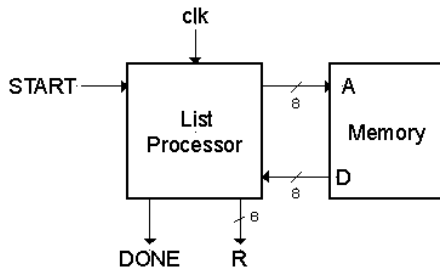 clk
START
List
Processor
8
A
Memory
8
D
8
DONE
R